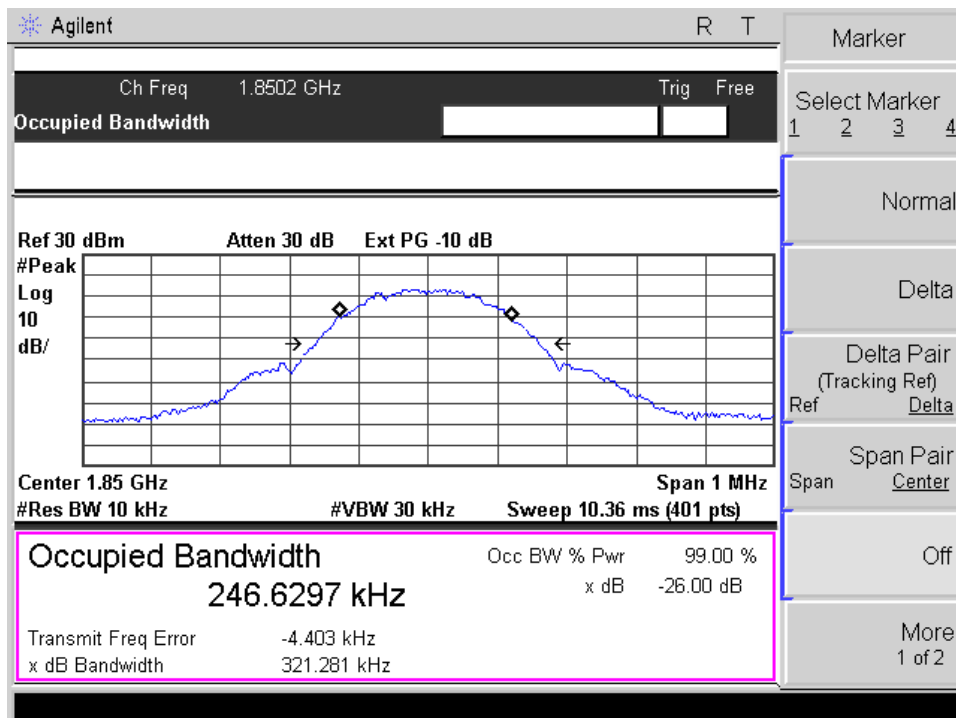 Agilent R T
Ch Freq 1.8502 GHz Trig Free
Occupied Bandwidth
Ref 30 dBm Atten 30 dB Ext PG -10 dB
#Peak
Log
10
dB/
Center 1.85 GHz Span 1 MHz
#Res BW 10 kHz #VBW 30 kHz Sweep 10.36 ms (401 pts)
Occupied Bandwidth Occ BW % Pwr 99.00 %
246.6297 kHz x dB -26.00 dB
Transmit Freq Error -4.403 kHz
x dB Bandwidth 321.281 kHz
Marker
Select Marker
1 2 3 4
Normal
Delta
Delta Pair
(Tracking Ref)
Ref Delta
Span Pair
Span Center
Off
More
1 of 2